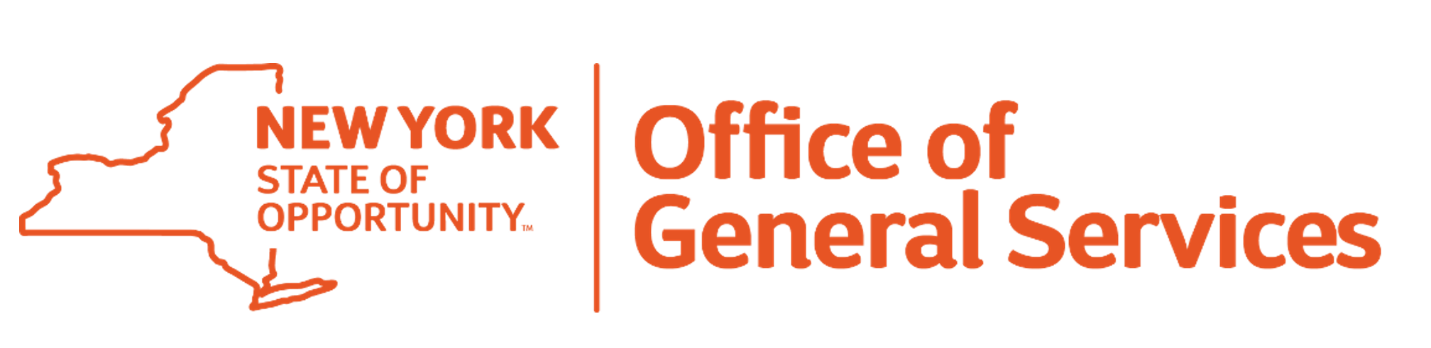 NEW YORK
STATE OF
OPPORTUNITY™
Office of
General Services